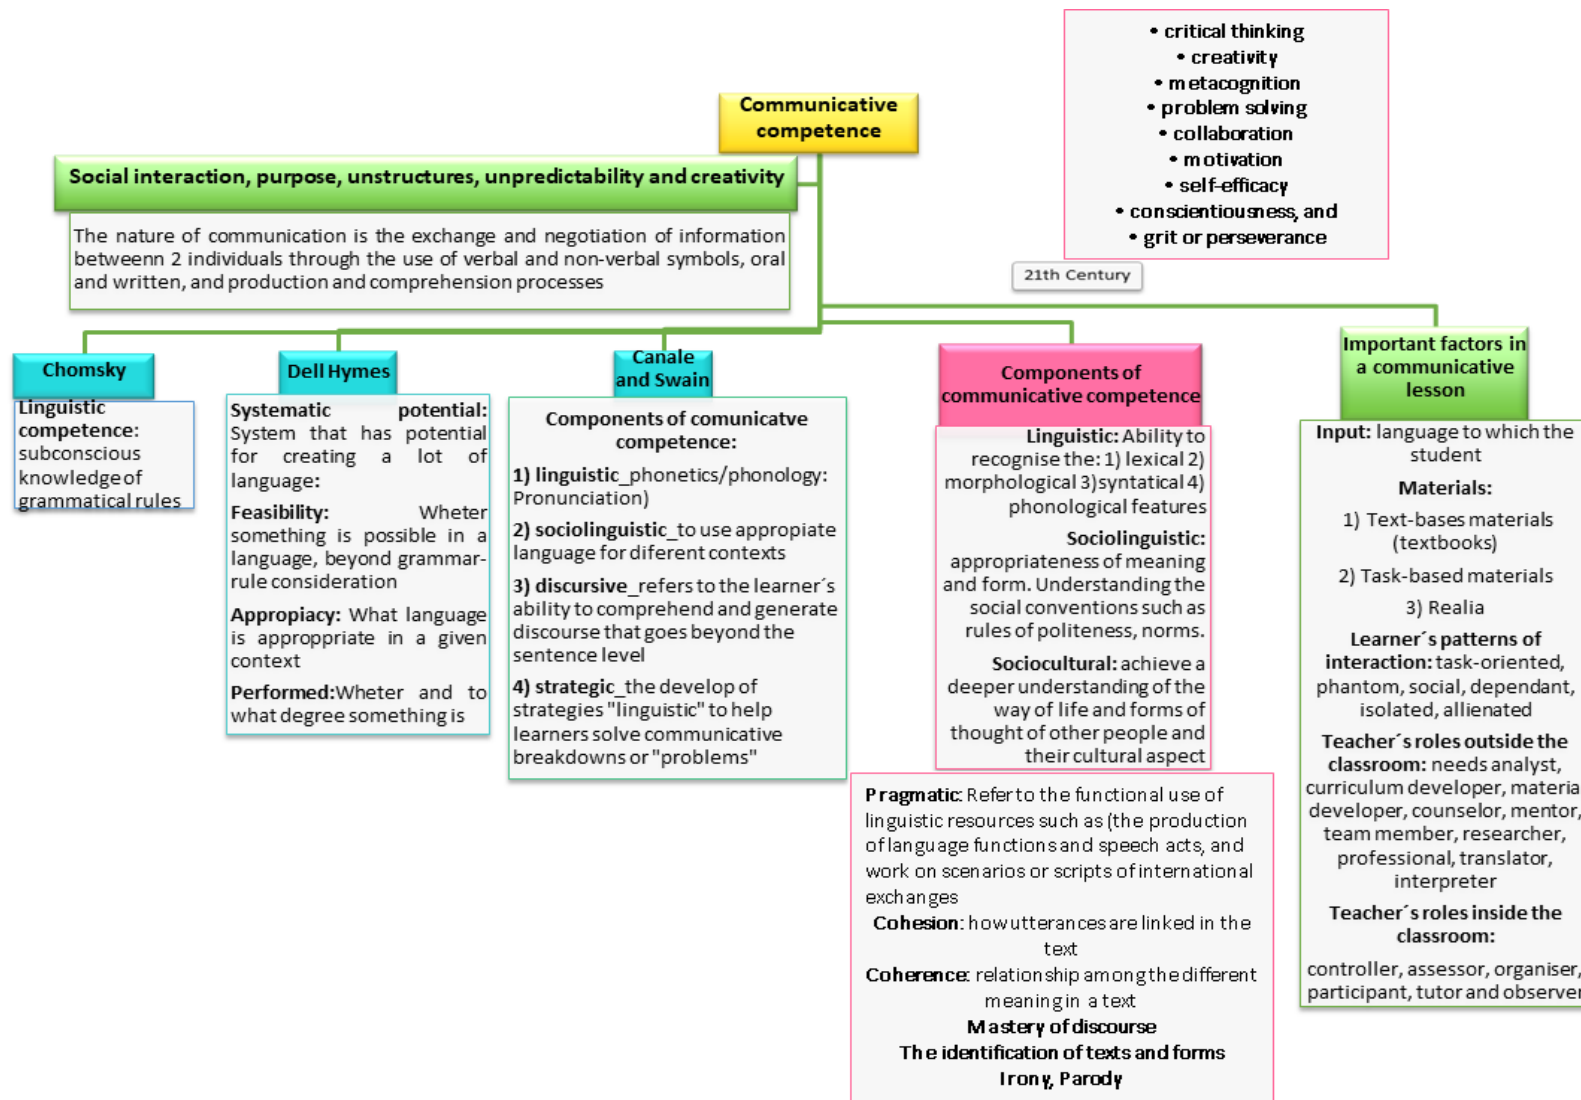 • critical thinking
• creativity
• metacognition
• problem solving
• collaboration
• motivation
• self-efficacy
• conscientiousness, and
• grit or perseverance
21th Century
Communicative
competence
Social interaction, purpose, unstructures, unpredictability and creativity
The nature of communication is the exchange and negotiation of information
betweenn 2 individuals through the use of verbal and non-verbal symbols, oral
and written, and production and comprehension processes
Chomsky
Linguistic
competence:
subconscious
knowledge of
grammatical rules
Dell Hymes
Systematic potential:
System that has potential
for creating a lot of
language:
Feasibility: Wheter
something is possible in a
language, beyond grammar-
rule consideration
Appropiacy: What language
is approppriate in a given
context
Performed:Wheter and to
what degree something is
Canale
and Swain
Components of comunicatve
competence:
1) linguistic_phonetics/phonology:
Pronunciation)
2) sociolinguistic_to use appropiate
language for diferent contexts
3) discursive_refers to the learner´s
ability to comprehend and generate
discourse that goes beyond the
sentence level
4) strategic_the develop of
strategies "linguistic" to help
learners solve communicative
breakdowns or "problems"
Components of
communicative competence
Linguistic: Ability to
recognise the: 1) lexical 2)
morphological 3)syntatical 4)
phonological features
Sociolinguistic:
appropriateness of meaning
and form. Understanding the
social conventions such as
rules of politeness, norms.
Sociocultural: achieve a
deeper understanding of the
way of life and forms of
thought of other people and
their cultural aspect
Pragmatic: Refer to the functional use of
linguistic resources such as (the production
of language functions and speech acts, and
work on scenarios or scripts of international
exchanges
Cohesion: how utterances are linked in the
text
Coherence: relationship among the different
meaning in a text
Mastery of discourse
The identification of texts and forms
Irony, Parody
Important factors in
a communicative
lesson
Input: language to which the
student
Materials:
1) Text-bases materials
(textbooks)
2) Task-based materials
3) Realia
Learner´s patterns of
interaction: task-oriented,
phantom, social, dependant,
isolated, allienated
Teacher´s roles outside the
classroom: needs analyst,
curriculum developer, materia
developer, counselor, mentor,
team member, researcher,
professional, translator,
interpreter
Teacher´s roles inside the
classroom:
controller, assessor, organiser,
participant, tutor and observer